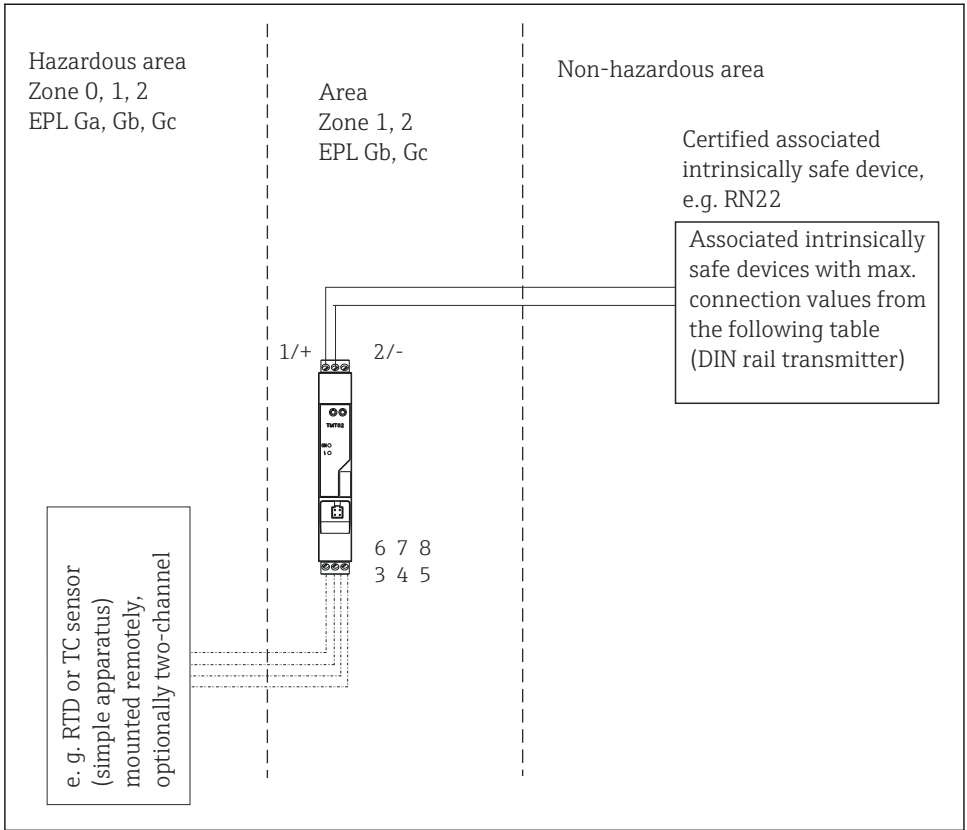 Hazardous area
Zone 0, 1, 2
EPL Ga, Gb, Gc
Area
Zone 1, 2
EPL Gb, Gc
Non-hazardous area
Certified associated
intrinsically safe device,
e.g. RN22
Associated intrinsically
safe devices with max.
connection values from
the following table
(DIN rail transmitter)
1/+
2/-
TMT82
6 7 8
3 4 5
e. g. RTD or TC sensor
(simple apparatus)
mounted remotely,
optionally two-channel